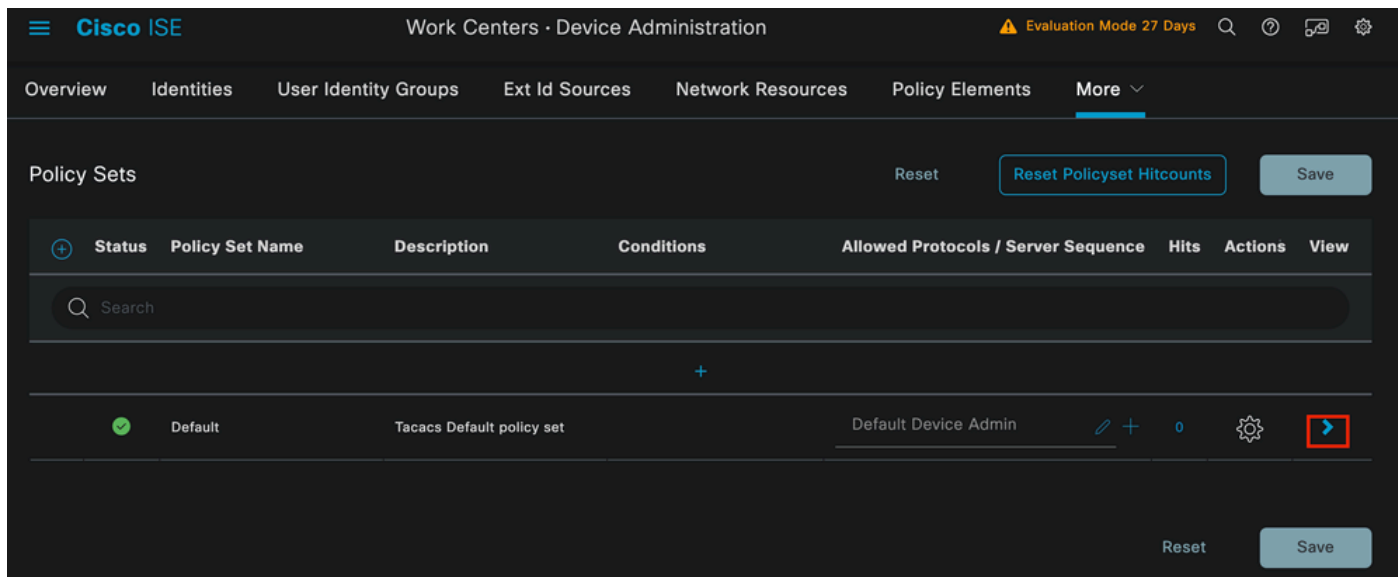 Cisco ISE
Work Centers · Device Administration
Evaluation Mode 27 Days
Overview Identities User Identity Groups Ext Id Sources Network Resources Policy Elements More
Policy Sets
Reset
Reset Policyset Hitcounts
Save
Status Policy Set Name Description Conditions Allowed Protocols / Server Sequence Hits Actions View
Search
+
Default Tacacs Default policy set Default Device Admin + 0
Reset
Save